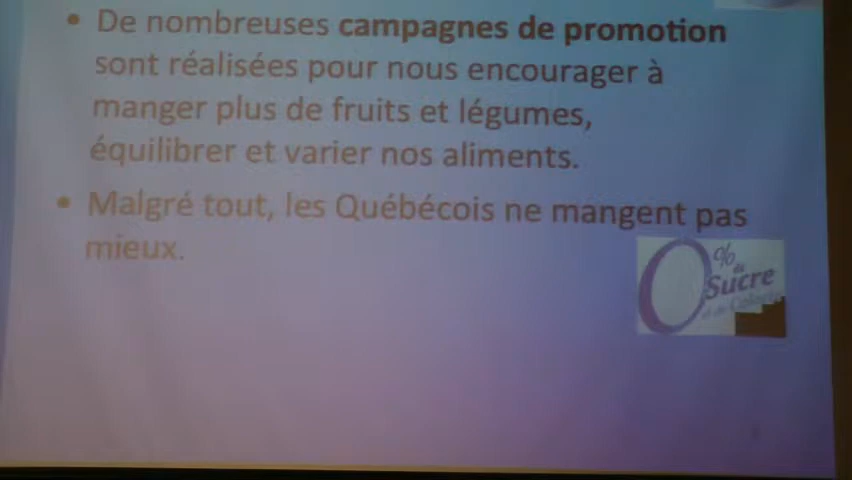 • De nombreuses campagnes de promotion
sont réalisées pour nous encourager à
manger plus de fruits et légumes,
équilibrer et varier nos aliments.
• Malgré tout, les Québécois ne mangent pas
mieux.
0% de
Sucre